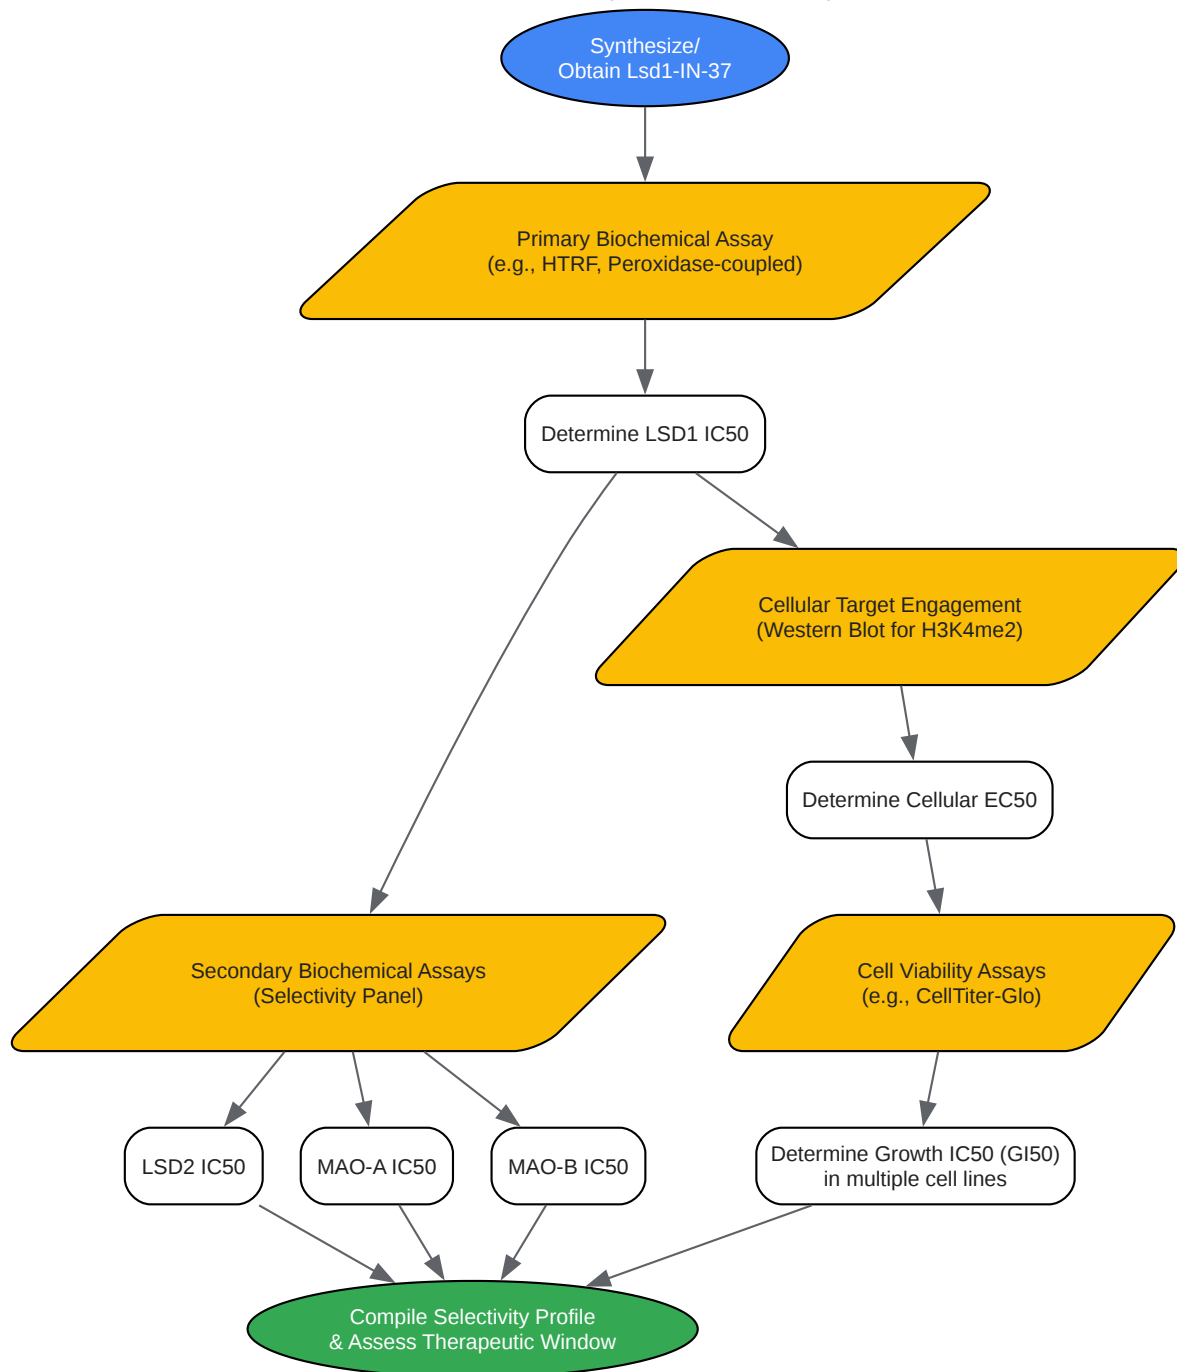 Synthesize/
Obtain Lsd1-IN-37
Primary Biochemical Assay
(e.g., HTRF, Peroxidase-coupled)
Determine LSD1 IC50
Cellular Target Engagement
(Western Blot for H3K4me2)
Determine Cellular EC50
Secondary Biochemical Assays
(Selectivity Panel)
Cell Viability Assays
(e.g., CellTiter-Glo)
LSD2 IC50
MAO-A IC50
MAO-B IC50
Determine Growth IC50 (GI50)
in multiple cell lines
Compile Selectivity Profile
& Assess Therapeutic Window